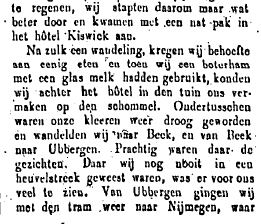 te regenen, wij stapten daarom maar wat
beter door en kwamen met een nat pak in
het hôtel Kiswick aan.
Na zulk een wandeling, kregen wij behoefte
aan eenig eten en toen wij een boterham
met een glas melk hadden gebruikt, konden
wij achter het hôtel in den tuin ons ver-
maken op den schommel. Ondertusschen
waren onze kleeren weer droog geworden
en wandelden wij naar Beek, en van Beek
naar Ubbergen. Prachtig waren daar de
gezichten. Daar wij nog nooit in een
heuvelstreek geweest waren, was er voor ons
veel te zien. Van Ubbergen gingen wij
met den tram weer naar Nijmegen, waar